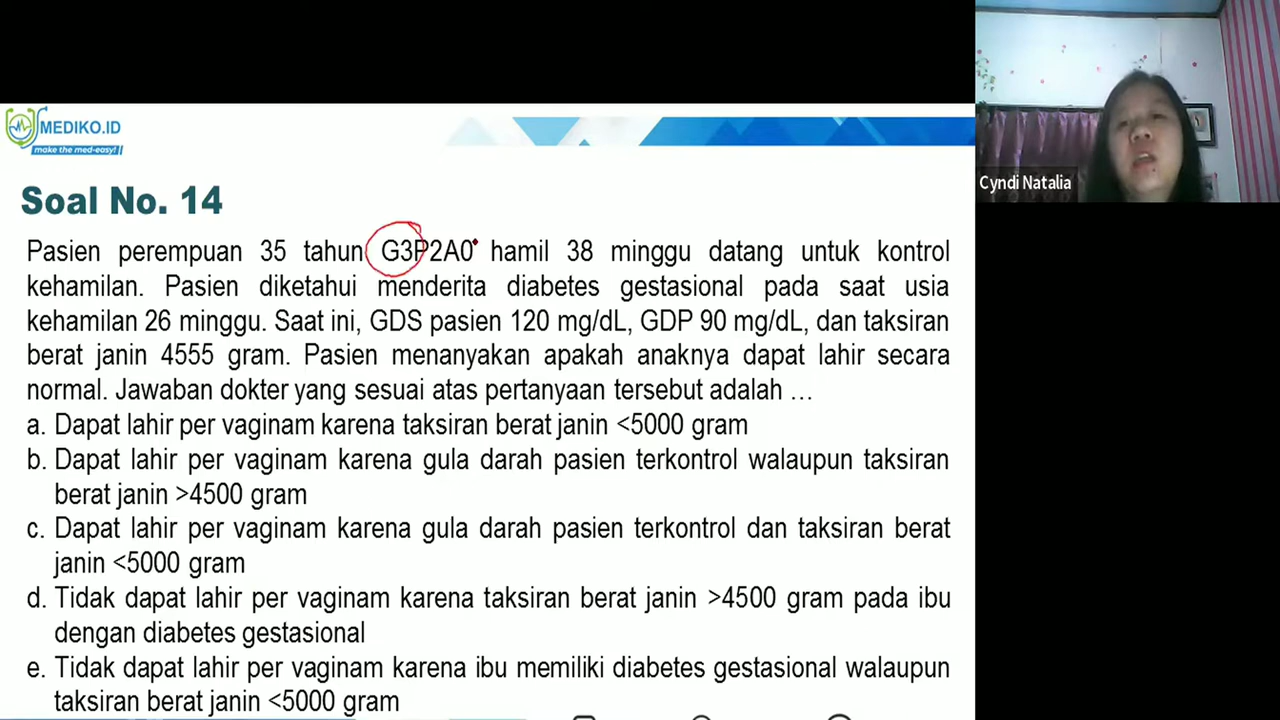 MEDIKO.ID
make the med-easy!
Soal No. 14
Cyndi Natalia
Pasien perempuan 35 tahun G3P2A0 hamil 38 minggu datang untuk kontrol
kehamilan. Pasien diketahui menderita diabetes gestasional pada saat usia
kehamilan 26 minggu. Saat ini, GDS pasien 120 mg/dL, GDP 90 mg/dL, dan taksiran
berat janin 4555 gram. Pasien menanyakan apakah anaknya dapat lahir secara
normal. Jawaban dokter yang sesuai atas pertanyaan tersebut adalah …
a. Dapat lahir per vaginam karena taksiran berat janin <5000 gram
b. Dapat lahir per vaginam karena gula darah pasien terkontrol walaupun taksiran
berat janin >4500 gram
c. Dapat lahir per vaginam karena gula darah pasien terkontrol dan taksiran berat
janin <5000 gram
d. Tidak dapat lahir per vaginam karena taksiran berat janin >4500 gram pada ibu
dengan diabetes gestasional
e. Tidak dapat lahir per vaginam karena ibu memiliki diabetes gestasional walaupun
taksiran berat janin <5000 gram